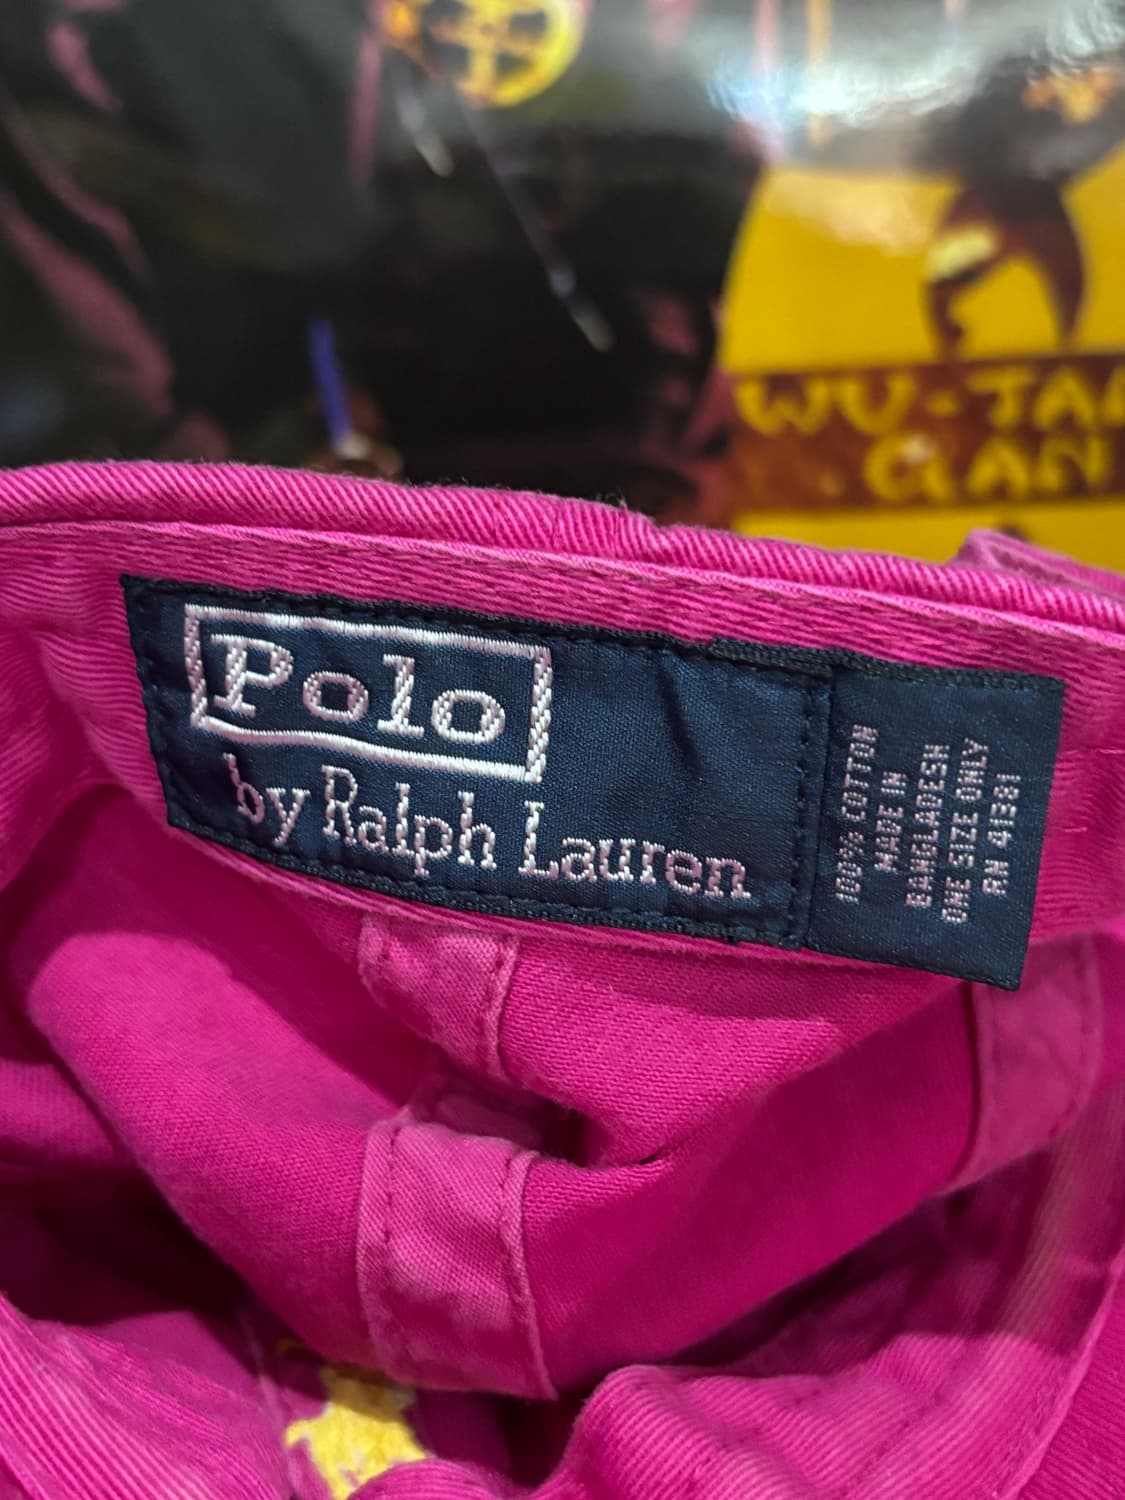 WU-TA
CLAN
Polo
by Ralph Lauren
100% COTTON
MADE IN
BANGLADESH
ONE SIZE ONLY
RN 41381